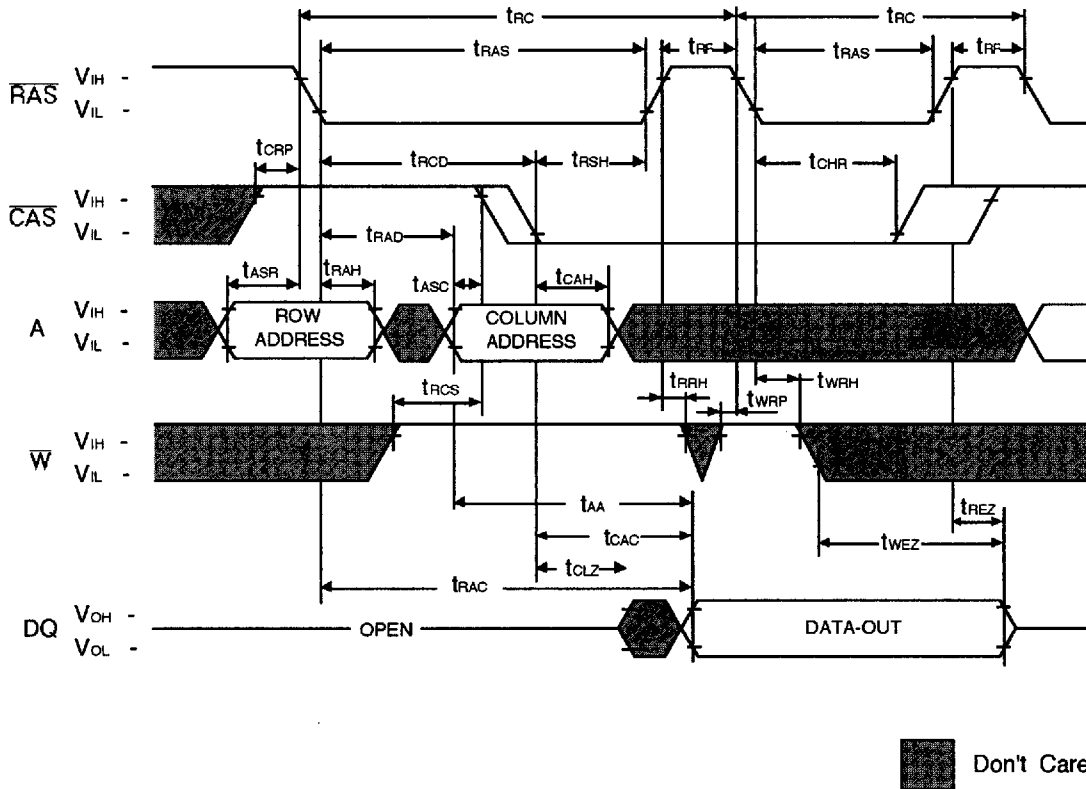 tRC tRC
tRAS tRF tRAS tRF
RAS VIH -
VIL -
tCRP tRCD tRSH tCHR
CAS VIH -
VIL -
tRAD
tASR tRAH tASC tCAH
A VIH -
VIL -
ROW ADDRESS
COLUMN ADDRESS
tRCS tRRH tWRP tWRH
W VIH -
VIL -
tAA tREZ
tCAC tWEZ
tCLZ
tRAC
DQ VOH -
VOL -
OPEN DATA-OUT
Don't Care